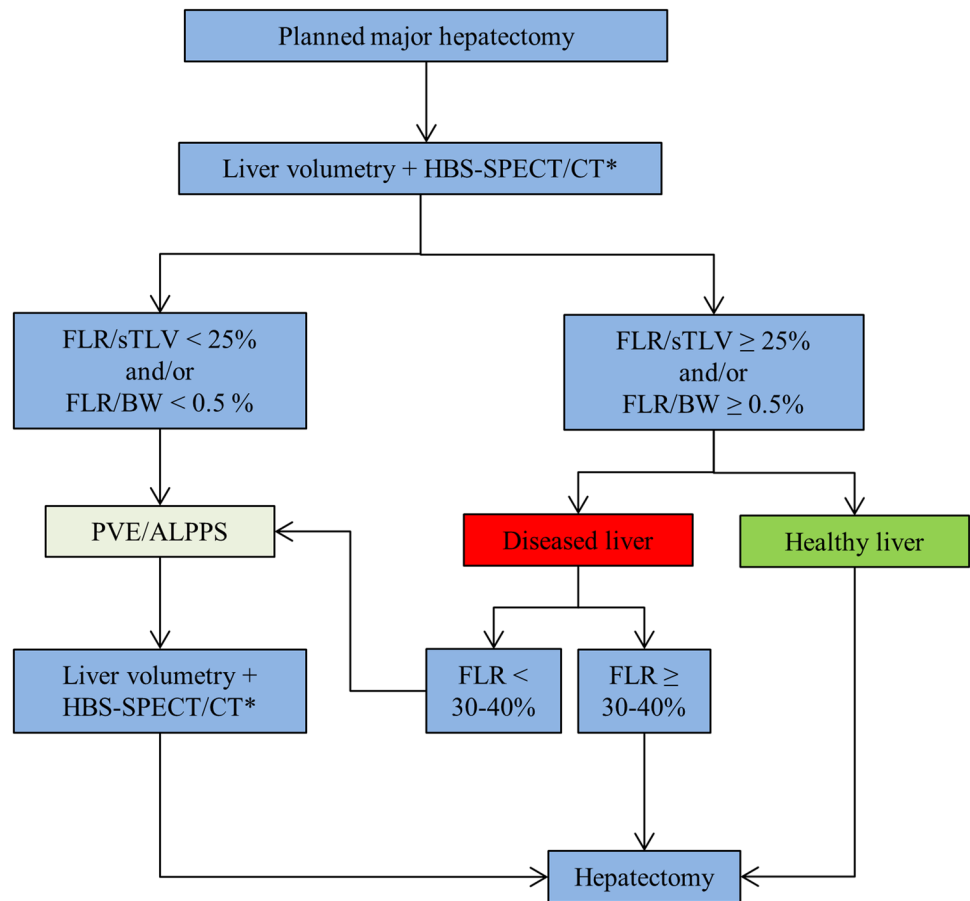 Planned major hepatectomy
Liver volumetry + HBS-SPECT/CT*
FLR/sTLV < 25%
and/or
FLR/BW < 0.5 %
FLR/sTLV ≥ 25%
and/or
FLR/BW ≥ 0.5%
PVE/ALPPS
Diseased liver
Healthy liver
Liver volumetry +
HBS-SPECT/CT*
FLR <
30-40%
FLR ≥
30-40%
Hepatectomy